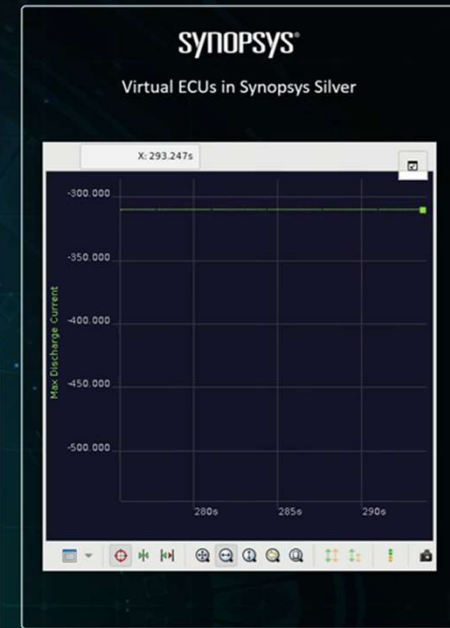 SYNOPSYS®
Virtual ECUs in Synopsys Silver
X: 293.247s
-300.000
-350.000
-400.000
-450.000
-500.000
Max Discharge Current
280s
285s
290s